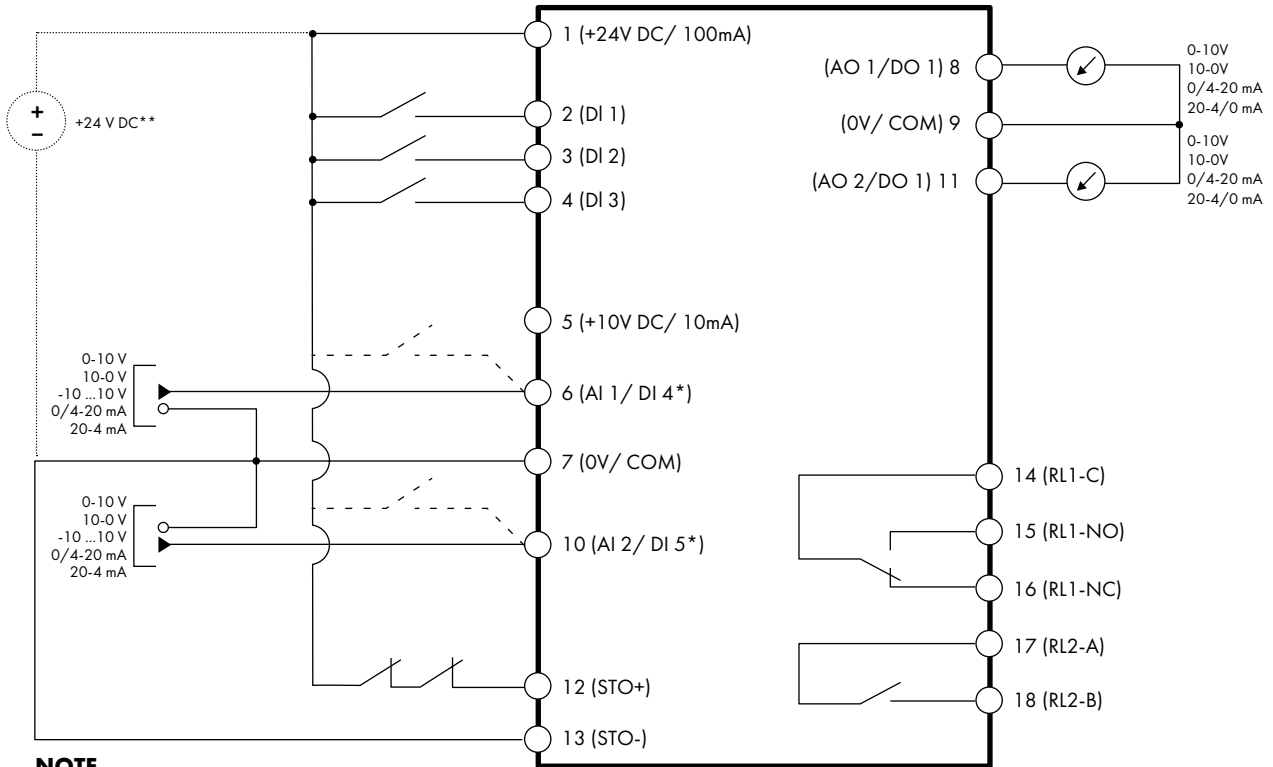 +
−
+24 V DC**
1 (+24V DC/ 100mA)
2 (DI 1)
3 (DI 2)
4 (DI 3)
5 (+10V DC/ 10mA)
0-10 V
10-0 V
-10 ...10 V
0/4-20 mA
20-4 mA
6 (AI 1/ DI 4*)
7 (0V/ COM)
0-10 V
10-0 V
-10 ...10 V
0/4-20 mA
20-4 mA
10 (AI 2/ DI 5*)
12 (STO+)
13 (STO-)
(AO 1/DO 1) 8
(0V/ COM) 9
(AO 2/DO 1) 11
0-10V
10-0V
0/4-20 mA
20-4/0 mA
0-10V
10-0V
0/4-20 mA
20-4/0 mA
14 (RL1-C)
15 (RL1-NO)
16 (RL1-NC)
17 (RL2-A)
18 (RL2-B)
NOTE